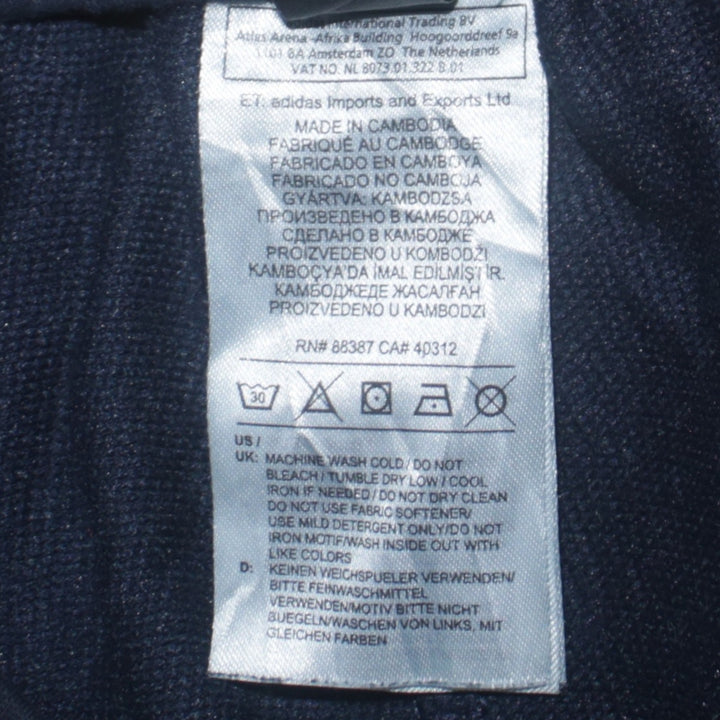 International Trading BV
Atlas Arena -Afrika Building Hoogoorddreef 9a
1101 BA Amsterdam ZO The Netherlands
VAT NO. NL 8073.01.322 B 01
ET: adidas Imports and Exports Ltd
MADE IN CAMBODIA
FABRIQUÉ AU CAMBODGE
FABRICADO EN CAMBOYA
FABRICADO NO CAMBOJA
GYÁRTVA: KAMBODZSA
ПРОИЗВЕДЕНО В КАМБОДЖА
СДЕЛАНО В КАМБОДЖЕ
PROIZVEDENO U KOMBODŽI
KAMBOÇYA'DA İMAL EDİLMİŞTİR.
КАМБОДЖЕДЕ ЖАСАЛҒАН
PROIZVEDENO U KAMBODZI
RN# 88387 CA# 40312
30
US /
UK: MACHINE WASH COLD / DO NOT
BLEACH / TUMBLE DRY LOW / COOL
IRON IF NEEDED / DO NOT DRY CLEAN
DO NOT USE FABRIC SOFTENER/
USE MILD DETERGENT ONLY/DO NOT
IRON MOTIF/WASH INSIDE OUT WITH
LIKE COLORS
D: KEINEN WEICHSPUELER VERWENDEN/
BITTE FEINWASCHMITTEL
VERWENDEN/MOTIV BITTE NICHT
BUEGELN/WASCHEN VON LINKS, MIT
GLEICHEN FARBEN